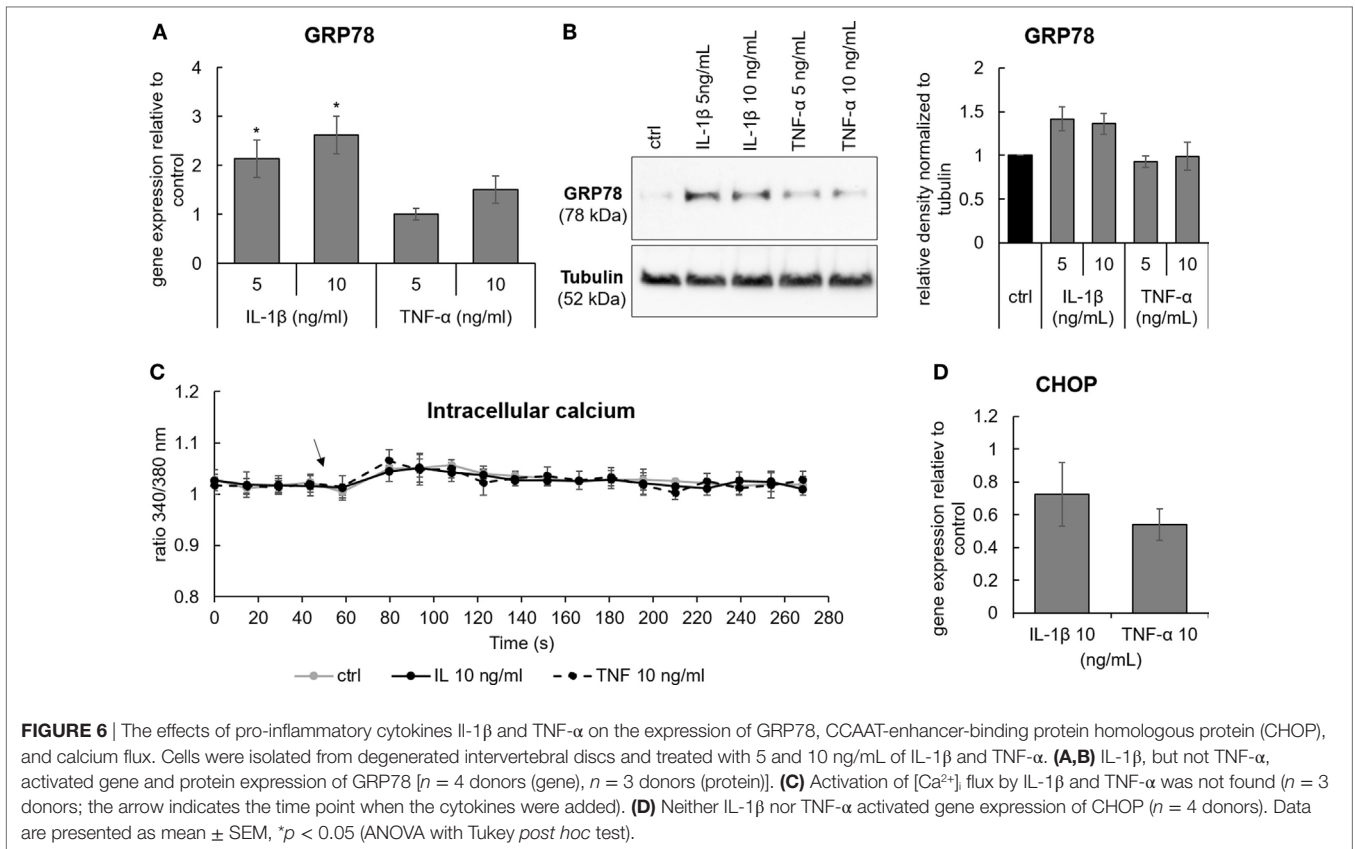 A
GRP78
gene expression relative to
control
4
3
2
1
0
*
*
5
10
5
10
IL-1β (ng/ml)
TNF-α (ng/ml)
B
ctrl
IL-1β 5ng/mL
IL-1β 10 ng/mL
TNF-α 5 ng/mL
TNF-α 10 ng/mL
GRP78
(78 kDa)
Tubulin
(52 kDa)
GRP78
relative density normalized to
tubulin
2
1.5
1
0.5
0
ctrl
5
10
5
10
IL-1β
(ng/mL)
TNF-α
(ng/mL)
C
Intracellular calcium
ratio 340/380 nm
1.2
1.1
1
0.9
0.8
0 20 40 60 80 100 120 140 160 180 200 220 240 260 280
Time (s)
ctrl
IL 10 ng/ml
TNF 10 ng/ml
D
CHOP
gene expression relatiev to
control
1.2
1
0.8
0.6
0.4
0.2
0
IL-1β 10
TNF-α 10
(ng/mL)
FIGURE 6 | The effects of pro-inflammatory cytokines Il-1β and TNF-α on the expression of GRP78, CCAAT-enhancer-binding protein homologous protein (CHOP),
and calcium flux. Cells were isolated from degenerated intervertebral discs and treated with 5 and 10 ng/mL of IL-1β and TNF-α. (A,B) IL-1β, but not TNF-α,
activated gene and protein expression of GRP78 [n = 4 donors (gene), n = 3 donors (protein)]. (C) Activation of [Ca²⁺]ᵢ flux by IL-1β and TNF-α was not found (n = 3
donors; the arrow indicates the time point when the cytokines were added). (D) Neither IL-1β nor TNF-α activated gene expression of CHOP (n = 4 donors). Data
are presented as mean ± SEM, *p < 0.05 (ANOVA with Tukey post hoc test).